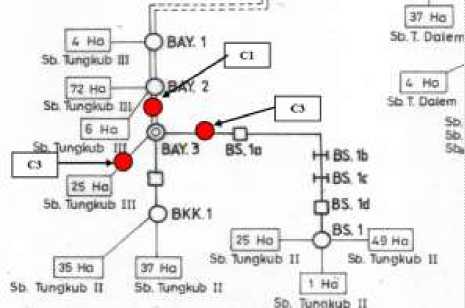 37 Ha
Sb. T. Dalem
4 Ha
BAY. 1
C1
Sb. Tungkub III
72 Ha
BAY. 2
4 Ha
Sb. Tungkub III
C3
Sb. T. Dalem
6 Ha
Sb.
Sb. Tungkub III
BAY. 3
BS. 1a
Sb.
C3
BS. 1b
25 Ha
BS. 1c
Sb. Tungkub III
BS. 1d
BKK. 1
BS. 1
25 Ha
49 Ha
Sb. Tungkub II
Sb. Tungkub II
35 Ha
37 Ha
1 Ha
Sb. Tungkub II
Sb. Tungkub II
Sb. Tungkub II